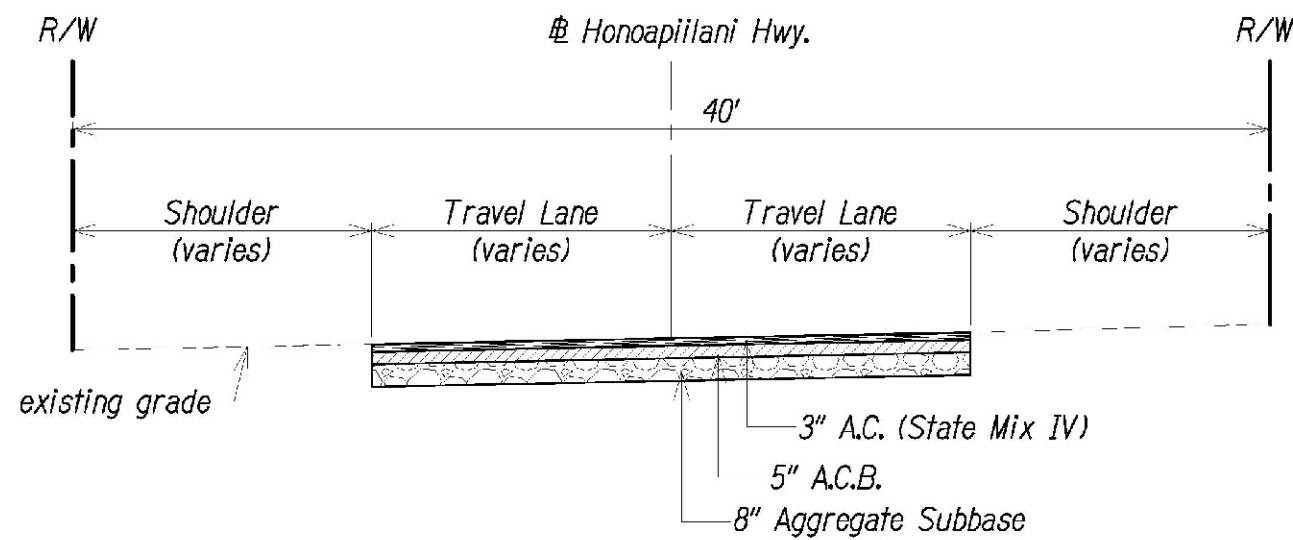 R/W
℄ Honoapiilani Hwy.
R/W
40'
Shoulder
(varies)
Travel Lane
(varies)
Travel Lane
(varies)
Shoulder
(varies)
existing grade
3" A.C. (State Mix IV)
5" A.C.B.
8" Aggregate Subbase